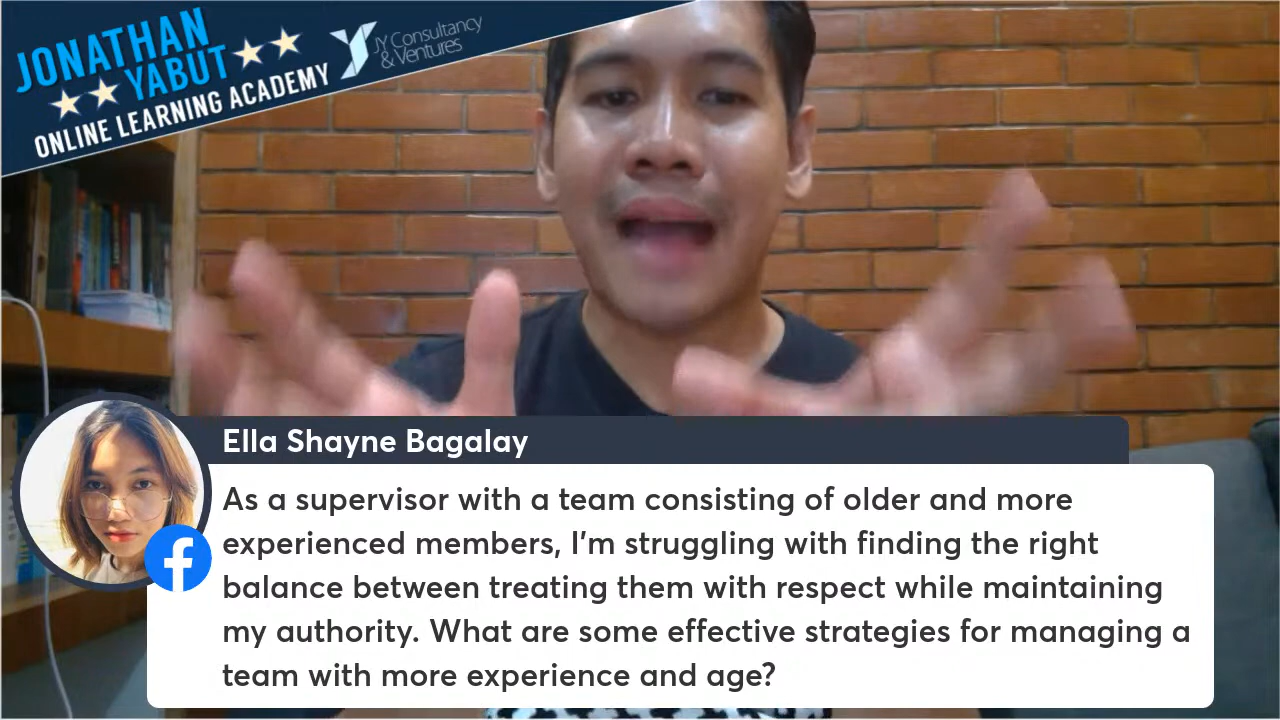 JONATHAN
YABUT
ONLINE LEARNING ACADEMY
JY Consultancy
& Ventures
Ella Shayne Bagalay
As a supervisor with a team consisting of older and more
experienced members, I'm struggling with finding the right
balance between treating them with respect while maintaining
my authority. What are some effective strategies for managing a
team with more experience and age?